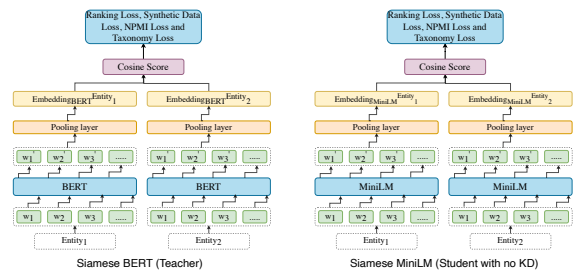 Ranking Loss, Synthetic Data
Loss, NPMI Loss and
Taxonomy Loss
Cosine Score
Embedding BERT Entity 1
Embedding BERT Entity 2
Pooling layer
Pooling layer
w1' w2' w3' .....
w1' w2' w3' .....
BERT
BERT
w1 w2 w3 .....
w1 w2 w3 .....
Entity1
Entity2
Siamese BERT (Teacher)
Ranking Loss, Synthetic Data
Loss, NPMI Loss and
Taxonomy Loss
Cosine Score
Embedding MiniLM Entity 1
Embedding MiniLM Entity 2
Pooling layer
Pooling layer
w1' w2' w3' .....
w1' w2' w3' .....
MiniLM
MiniLM
w1 w2 w3 .....
w1 w2 w3 .....
Entity1
Entity2
Siamese MiniLM (Student with no KD)